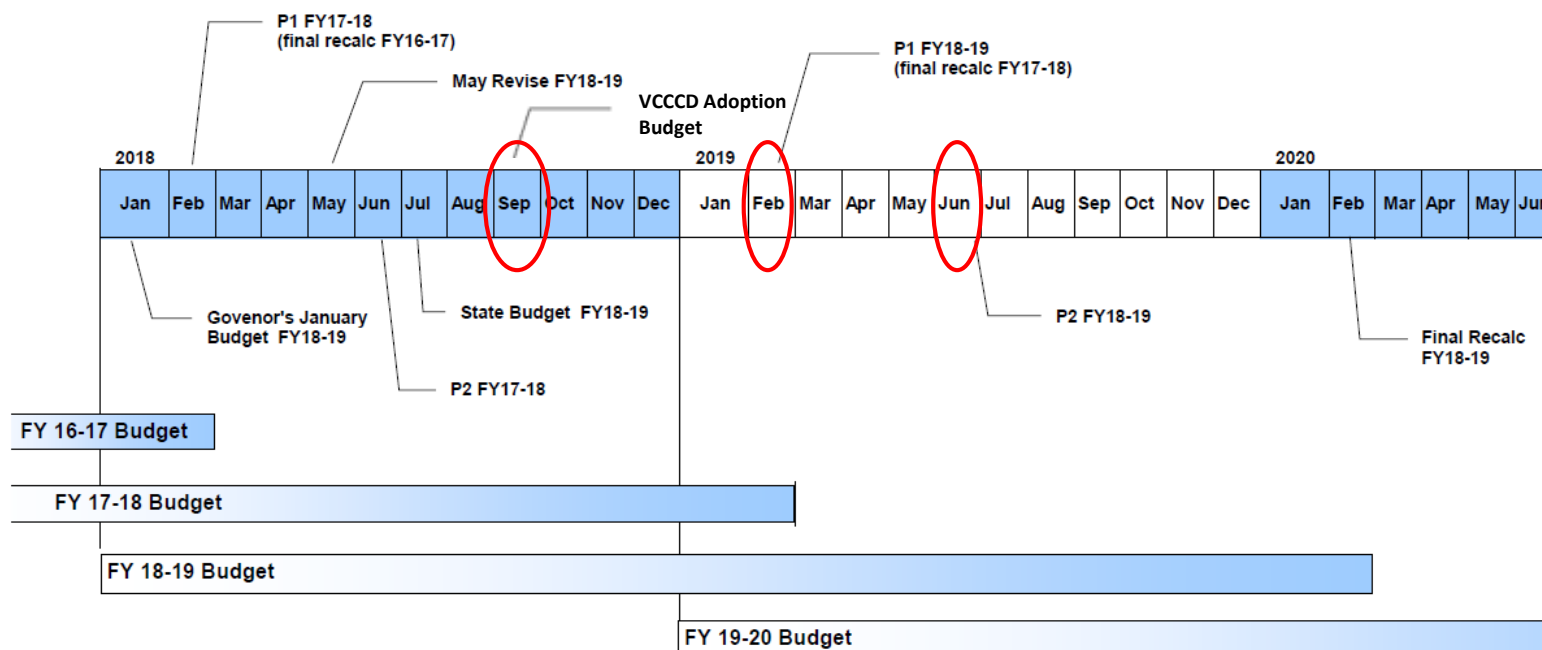 P1 FY17-18
(final recalc FY16-17)
May Revise FY18-19
VCCCD Adoption
Budget
P1 FY18-19
(final recalc FY17-18)
2018
2019
2020
Jan Feb Mar Apr May Jun Jul Aug Sep Oct Nov Dec Jan Feb Mar Apr May Jun Jul Aug Sep Oct Nov Dec Jan Feb Mar Apr May Jun
Govenor's January
Budget FY18-19
State Budget FY18-19
P2 FY17-18
P2 FY18-19
Final Recalc
FY18-19
FY 16-17 Budget
FY 17-18 Budget
FY 18-19 Budget
FY 19-20 Budget